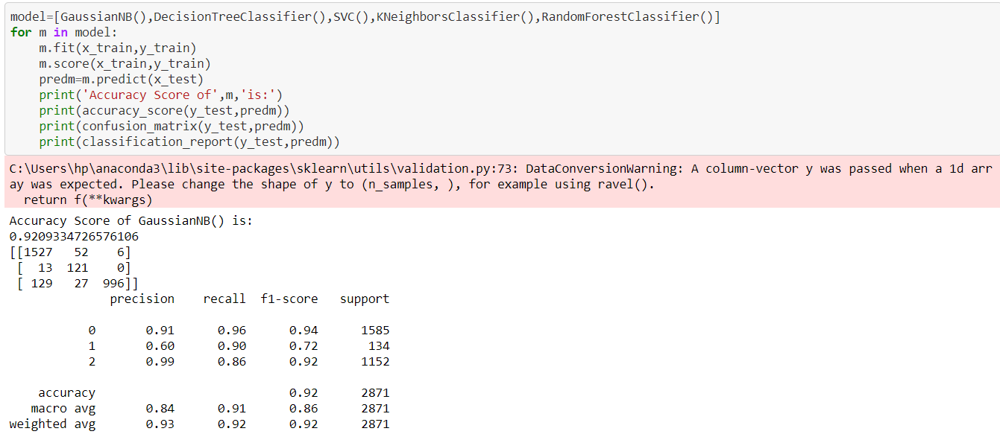 model=[GaussianNB(),DecisionTreeClassifier(),SVC(),KNeighborsClassifier(),RandomForestClassifier()]
for m in model:
    m.fit(x_train,y_train)
    m.score(x_train,y_train)
    predm=m.predict(x_test)
    print('Accuracy Score of',m,'is:')
    print(accuracy_score(y_test,predm))
    print(confusion_matrix(y_test,predm))
    print(classification_report(y_test,predm))
C:\Users\hp\anaconda3\lib\site-packages\sklearn\utils\validation.py:73: DataConversionWarning: A column-vector y was passed when a 1d arr
ay was expected. Please change the shape of y to (n_samples, ), for example using ravel().
  return f(**kwargs)
Accuracy Score of GaussianNB() is:
0.9209334726576106
[[1527   52    6]
 [  13  121    0]
 [ 129   27  996]]
              precision    recall  f1-score   support

           0       0.91      0.96      0.94      1585
           1       0.60      0.90      0.72       134
           2       0.99      0.86      0.92      1152

    accuracy                           0.92      2871
   macro avg       0.84      0.91      0.86      2871
weighted avg       0.93      0.92      0.92      2871